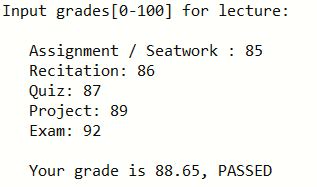 Input grades[0-100] for lecture:
Assignment / Seatwork : 85
Recitation: 86
Quiz: 87
Project: 89
Exam: 92
Your grade is 88.65, PASSED